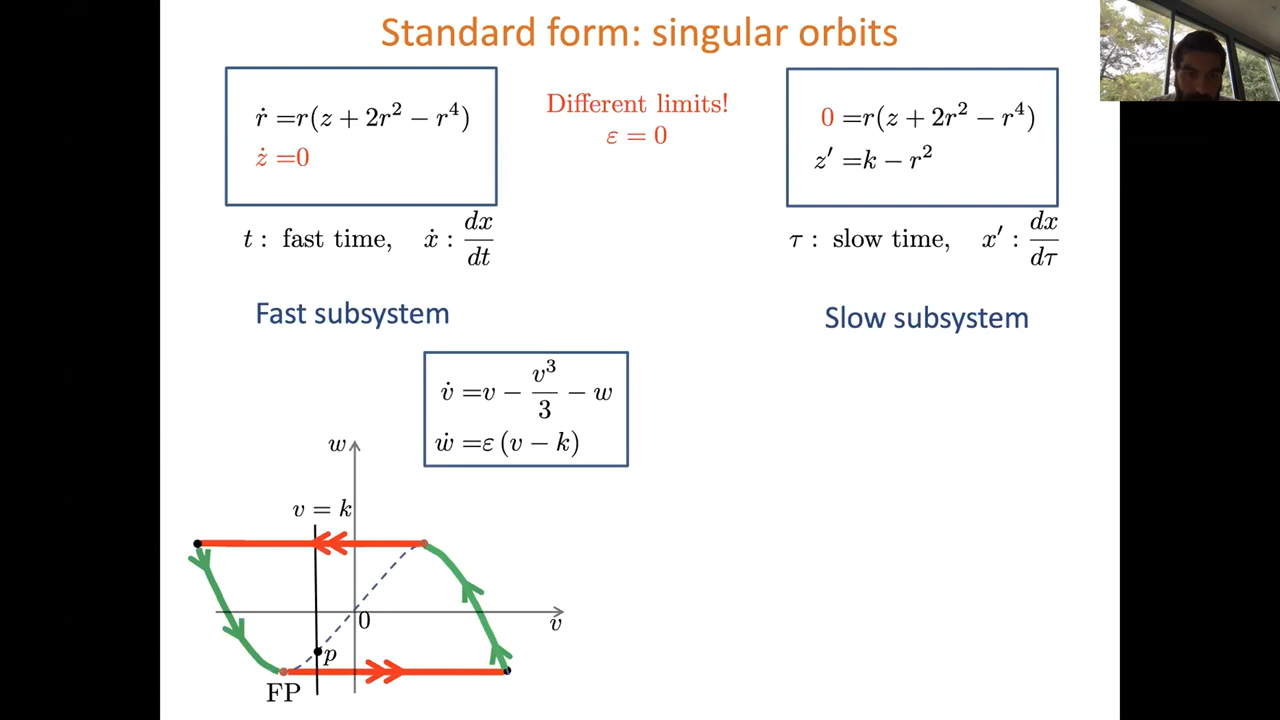 Standard form: singular orbits
ṙ =r(z + 2r² − r⁴)
ż =0
Different limits!
ε = 0
0 =r(z + 2r² − r⁴)
z′ =k − r²
t : fast time, ẋ : dx/dt
τ : slow time, x′ : dx/dτ
Fast subsystem
Slow subsystem
v̇ =v − v³/3 − w
ẇ =ε (v − k)
w
v = k
0
v
p
FP